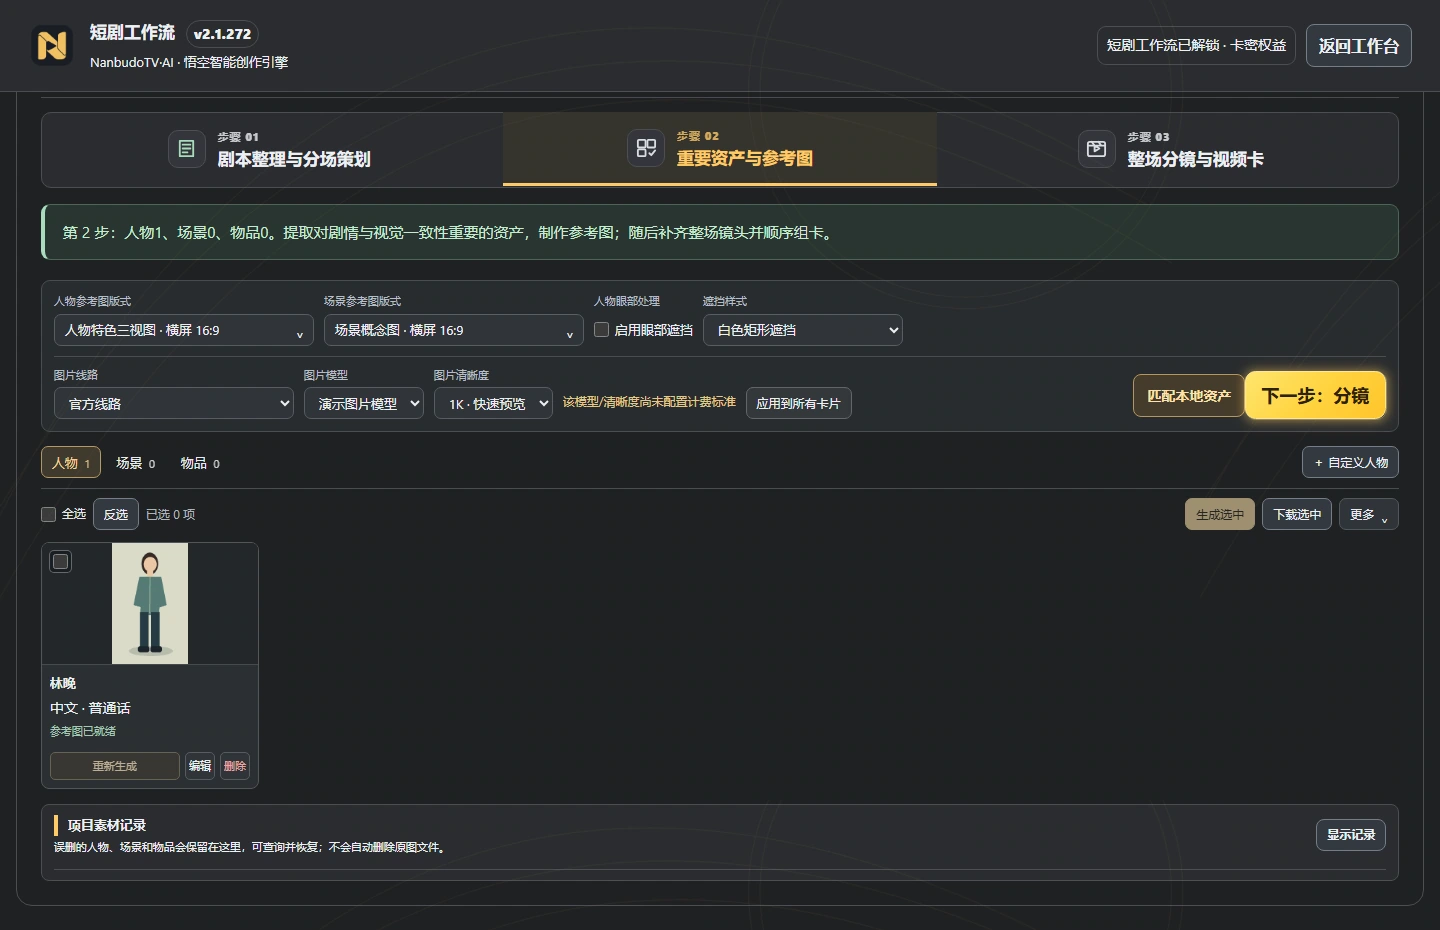 短剧工作流 v2.1.272
NanbudoTV·AI · 悟空智能创作引擎
短剧工作流已解锁 · 卡密权益
返回工作台
步骤 01
剧本整理与分场策划
步骤 02
重要资产与参考图
步骤 03
整场分镜与视频卡
第 2 步：人物1、场景0、物品0。提取对剧情与视觉一致性重要的资产，制作参考图；随后补齐整场镜头并顺序组卡。
人物参考图版式 场景参考图版式 人物眼部处理 遮挡样式
人物特色三视图 · 横屏 16:9 场景概念图 · 横屏 16:9 启用眼部遮挡 白色矩形遮挡
图片线路 图片模型 图片清晰度
官方线路 演示图片模型 1K · 快速预览 该模型/清晰度尚未配置计费标准 应用到所有卡片 匹配本地资产 下一步：分镜
人物 1 场景 0 物品 0 + 自定义人物
全选 反选 已选 0 项 生成选中 下载选中 更多
林晚
中文 · 普通话
参考图已就绪
重新生成 编辑 删除
项目素材记录
误删的人物、场景和物品会保留在这里，可查询并恢复；不会自动删除原图文件。
显示记录